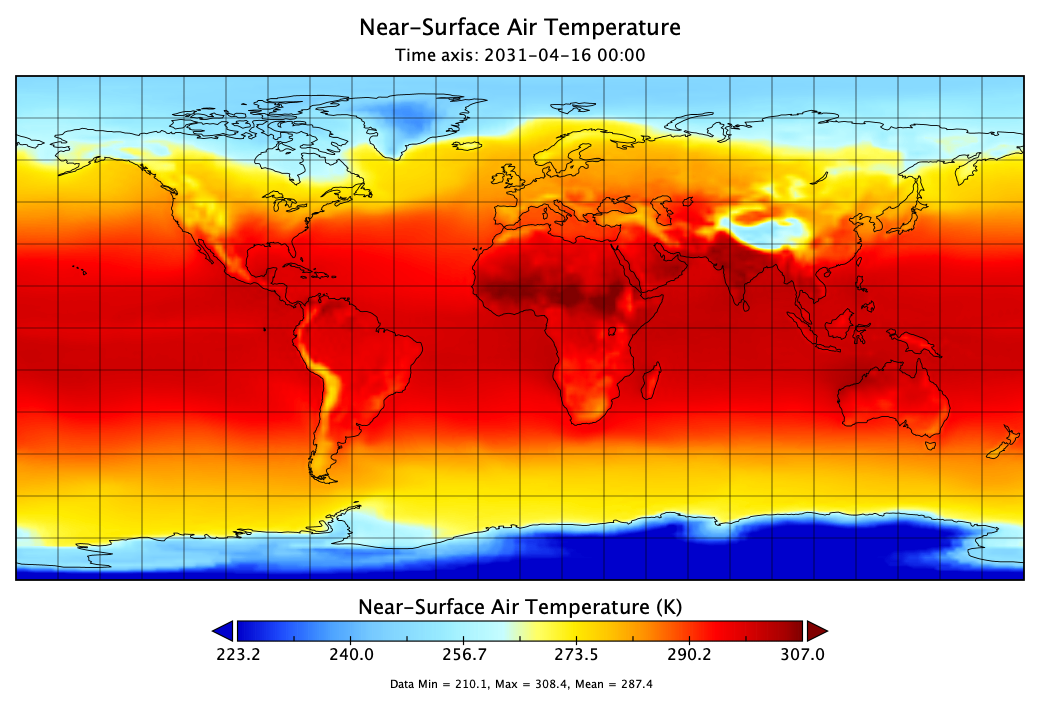 Near-Surface Air Temperature
Time axis: 2031-04-16 00:00
Near-Surface Air Temperature (K)
223.2 240.0 256.7 273.5 290.2 307.0
Data Min = 210.1, Max = 308.4, Mean = 287.4